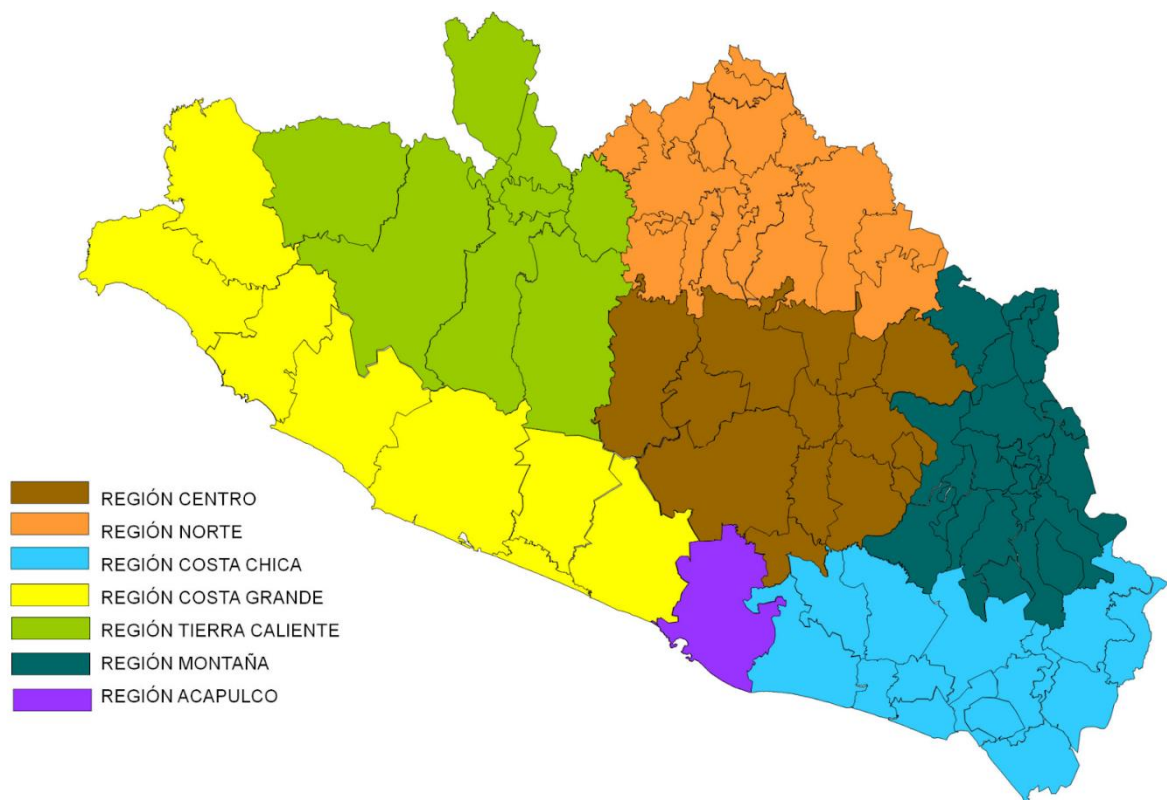 REGIÓN CENTRO
REGIÓN NORTE
REGIÓN COSTA CHICA
REGIÓN COSTA GRANDE
REGIÓN TIERRA CALIENTE
REGIÓN MONTAÑA
REGIÓN ACAPULCO